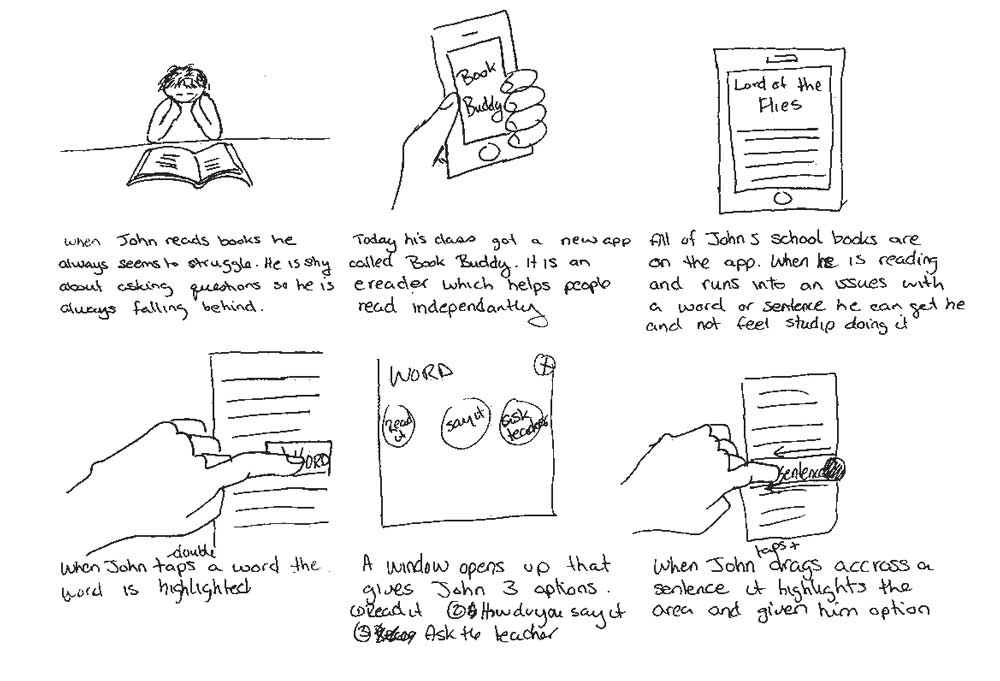 Book
Buddy
Lord of the
Flies
When John reads books he
always seems to struggle. He is shy
about asking questions so he is
always falling behind.
Today his class got a new app
called Book Buddy. It is an
ereader which helps people
read independantly
All of John's school books are
on the app. When he is reading
and runs into an issues with
a word or sentence he can get he
and not feel studip doing it
WORD
WORD
Read it
say it
ask teacher
sentence
double
When John taps a word the
word is highlighted
A window opens up that
gives John 3 options.
①Read it ② How do you say it
③ Ask the teacher
taps +
When John drags accross a
sentence it highlights the
area and given him option